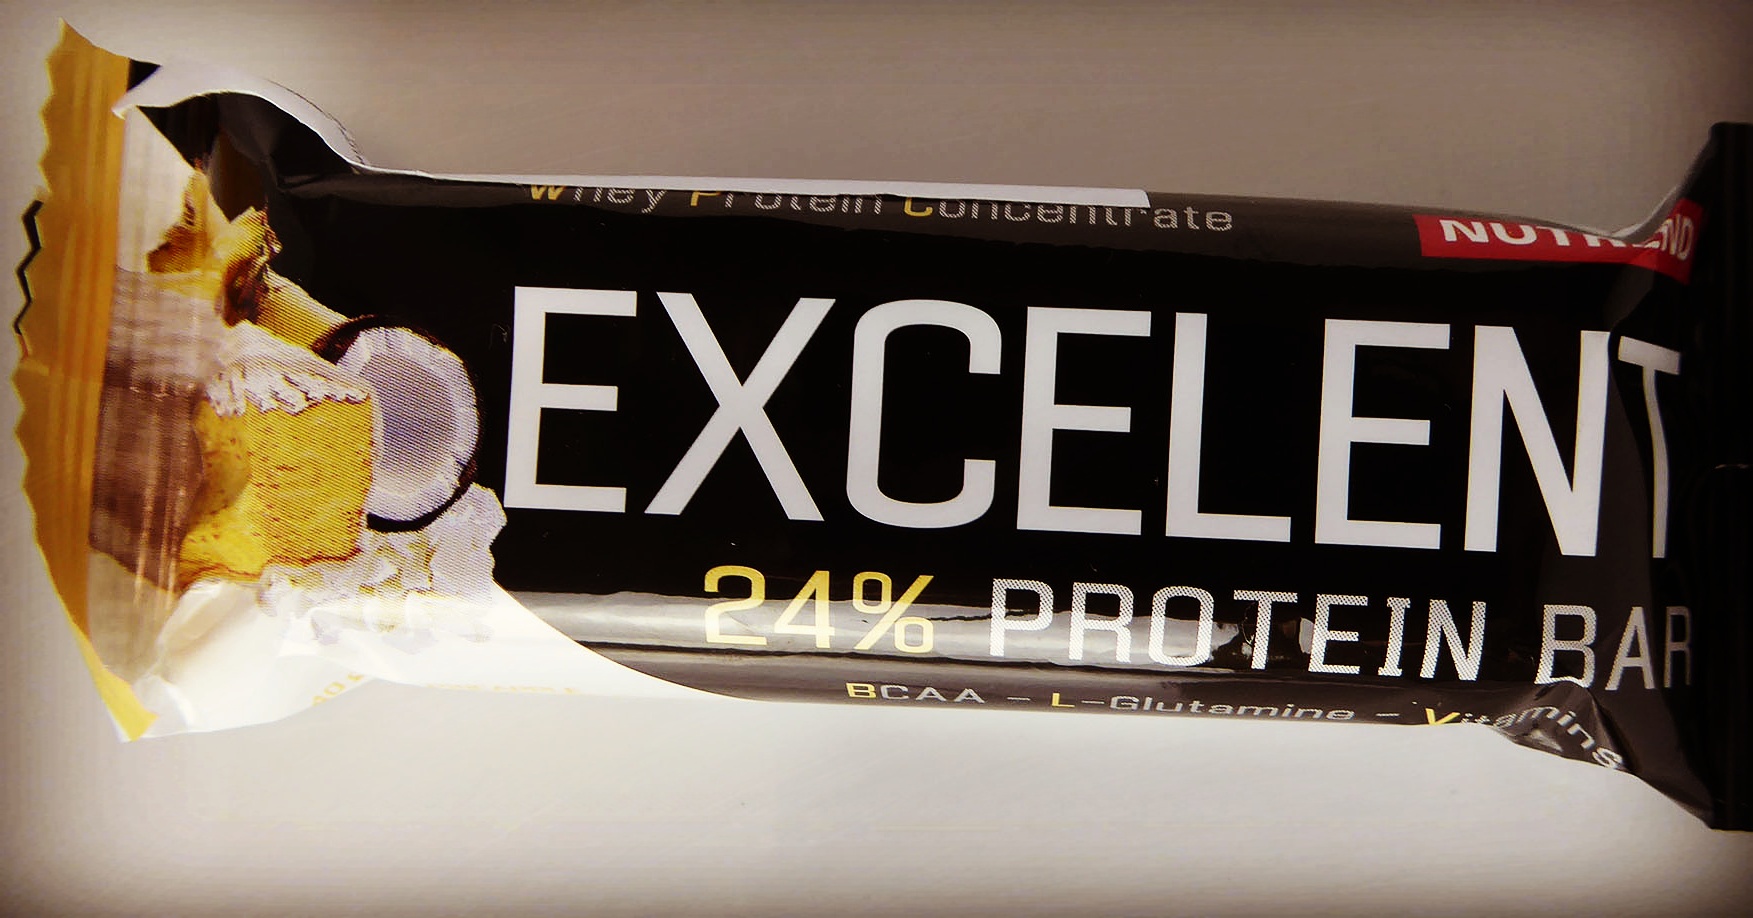 Whey Protein Concentrate
NUTREND
EXCELENT
24% PROTEIN BAR
BCAA - L-Glutamine - Vitamins